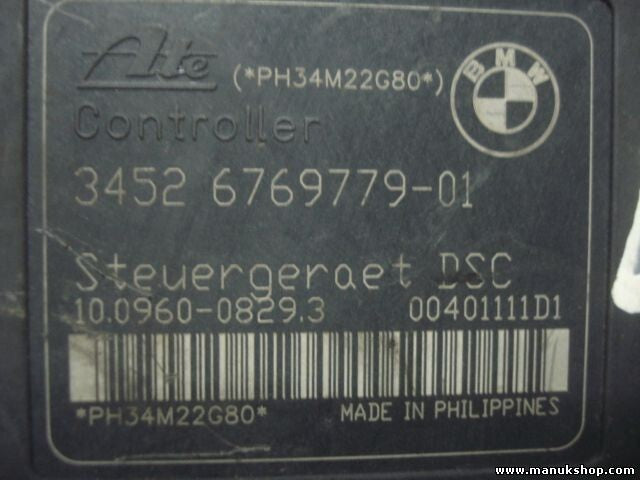 Ate (*PH34M22G80*)
BMW
Controller
3452 6769779-01
Steuergeraet DSC
10.0960-0829.3 00401111D1
*PH34M22G80* MADE IN PHILIPPINES
www.manukshop.com